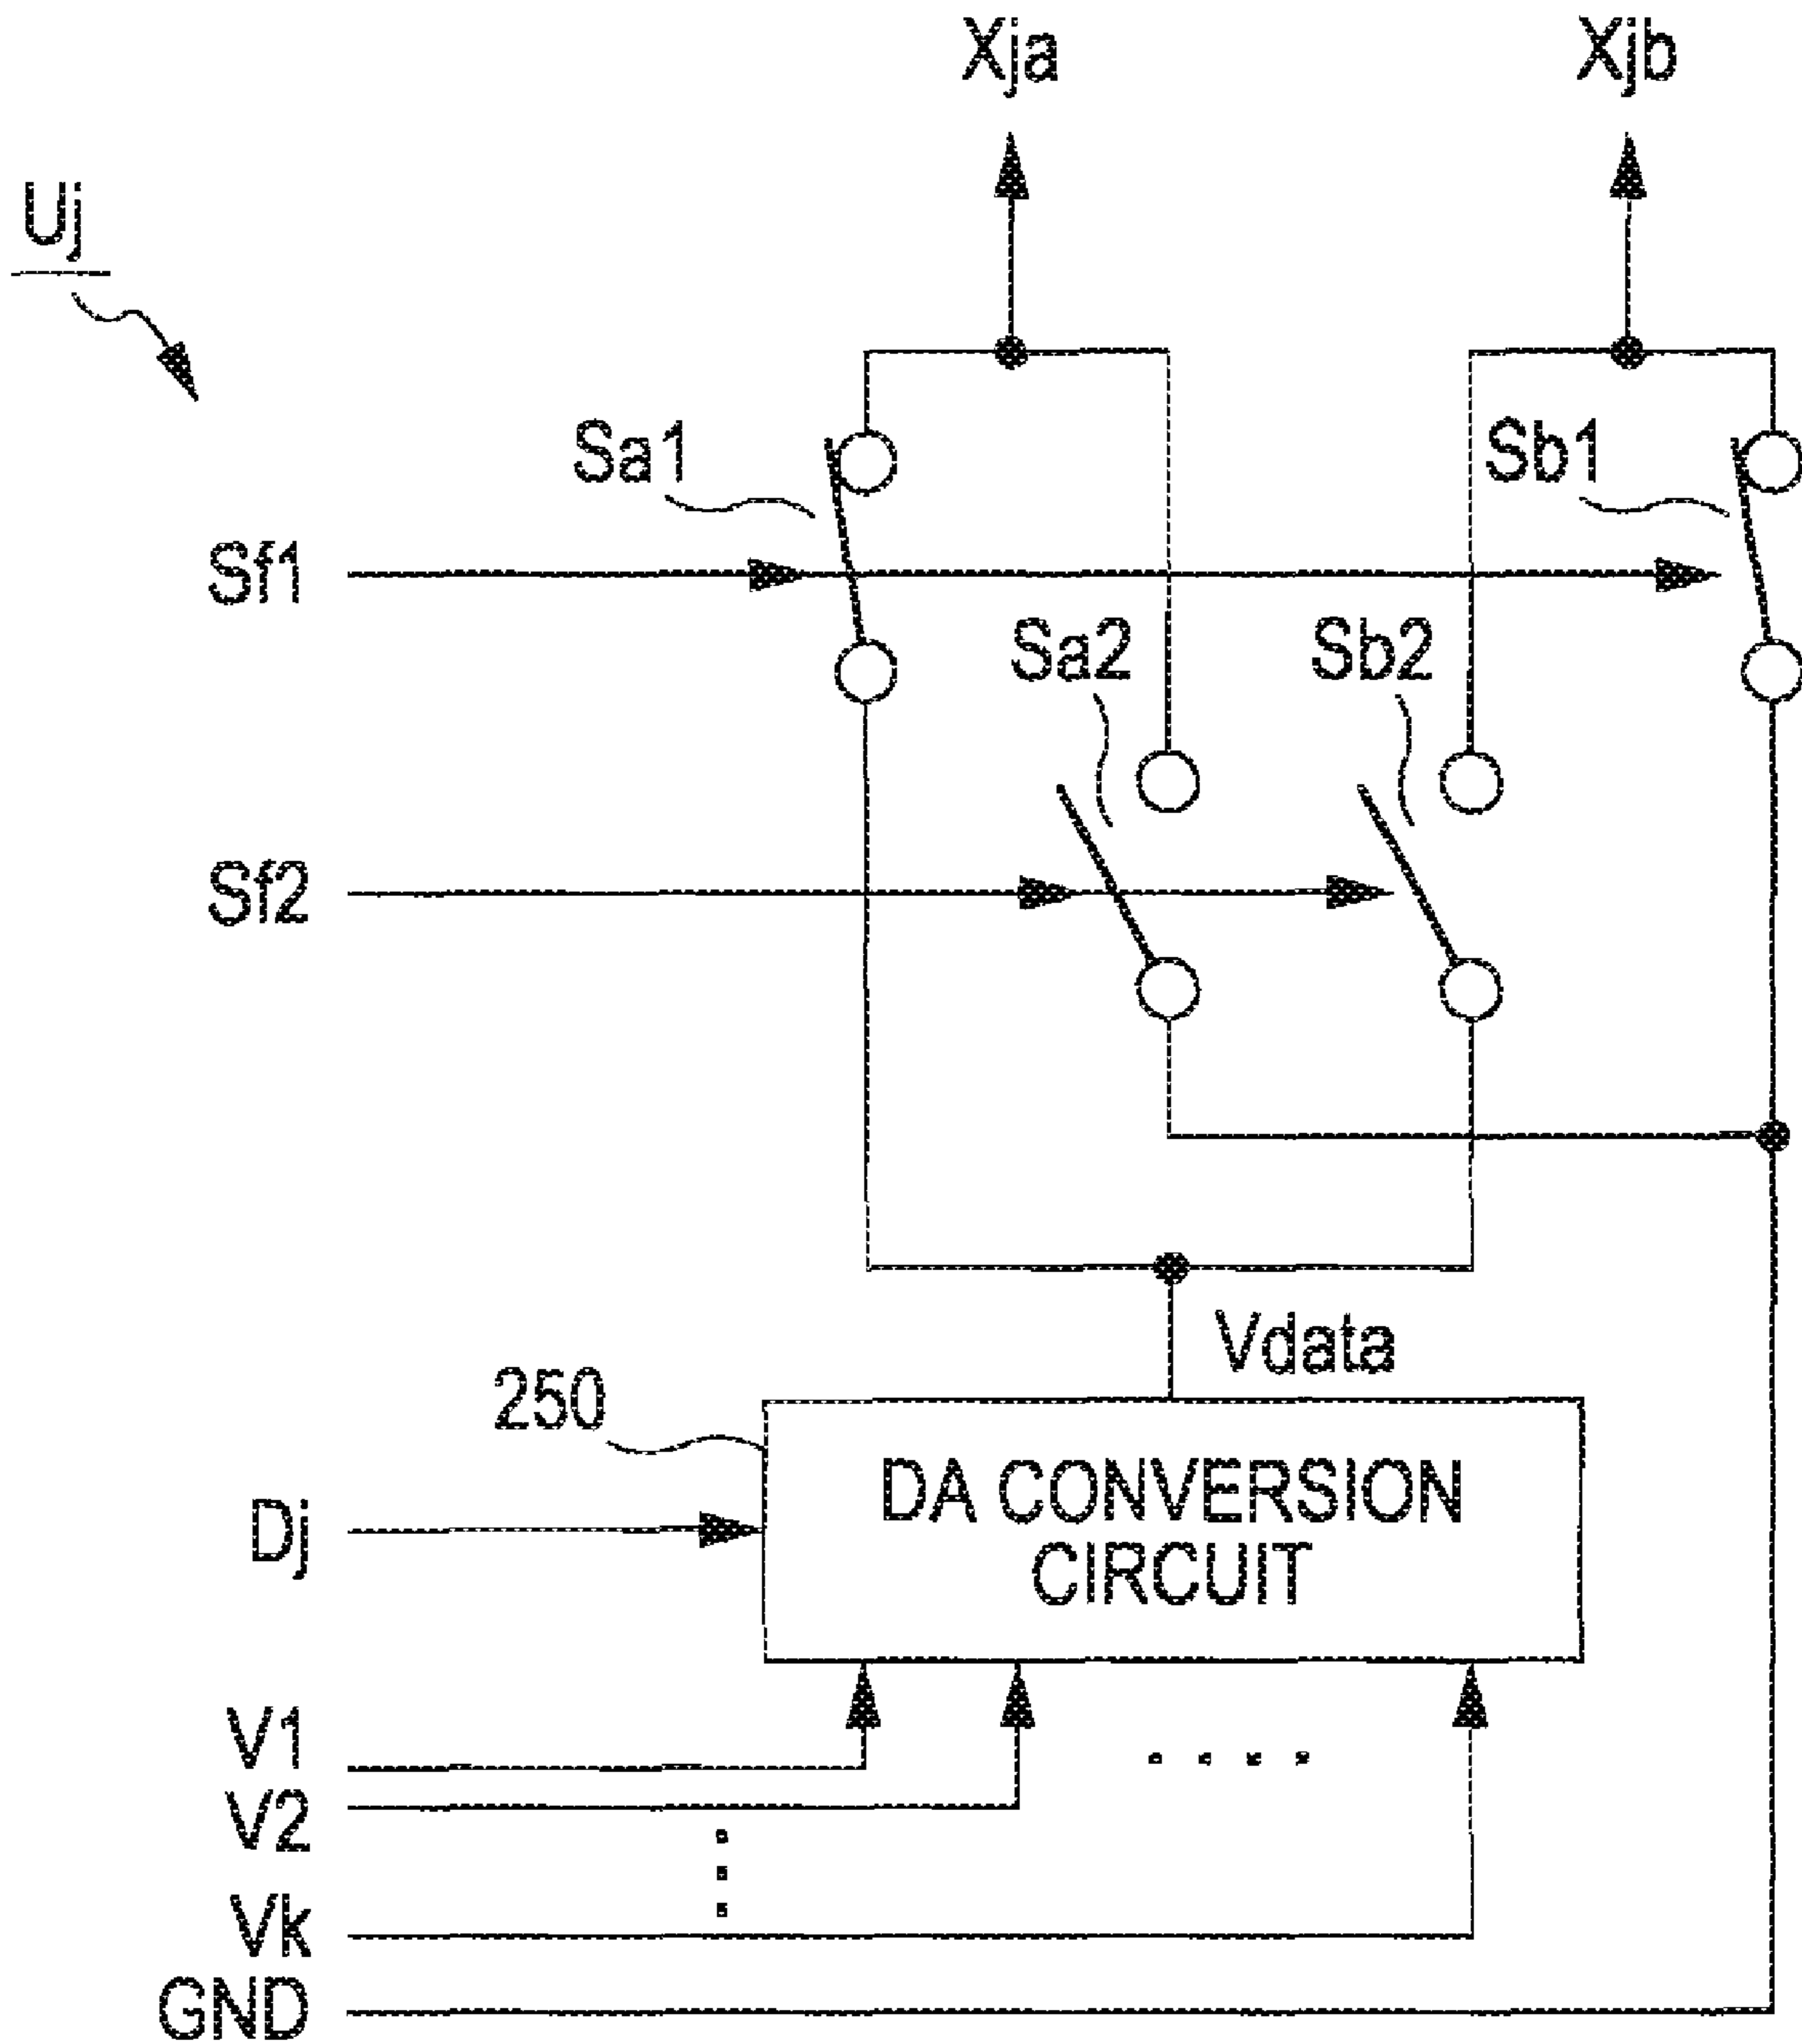 Xja
Xjb
Uj
Sa1
Sb1
Sf1
Sa2
Sb2
Sf2
Vdata
250
DA CONVERSION
CIRCUIT
Dj
V1
V2
Vk
GND